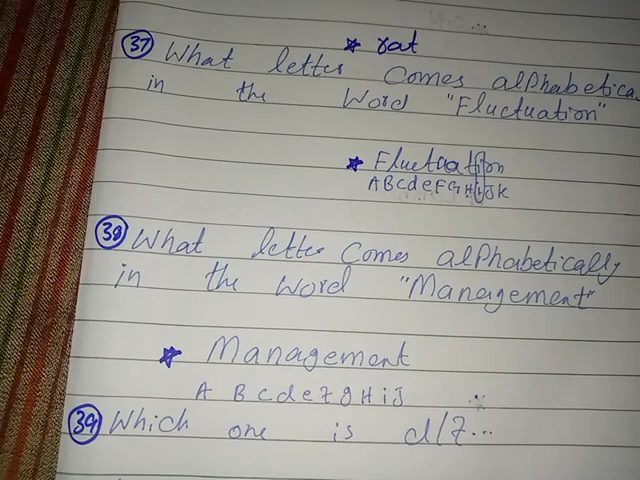 * rat
(37) What letter comes alphabetica
in the Word "Fluctuation"
* Fluctuation
A B C d e F G H i J K
(38) What letter comes alphabetically
in the word "Management"
* Management
A B C d e F g H i J
(39) Which one is d/f...